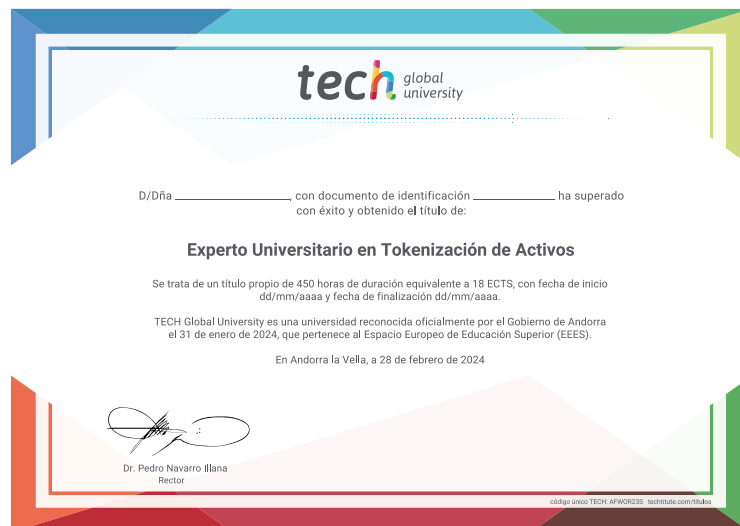 tech global
university
D/Dña ____________________, con documento de identificación ______________ ha superado
con éxito y obtenido el título de:
Experto Universitario en Tokenización de Activos
Se trata de un título propio de 450 horas de duración equivalente a 18 ECTS, con fecha de inicio
dd/mm/aaaa y fecha de finalización dd/mm/aaaa.
TECH Global University es una universidad reconocida oficialmente por el Gobierno de Andorra
el 31 de enero de 2024, que pertenece al Espacio Europeo de Educación Superior (EEES).
En Andorra la Vella, a 28 de febrero de 2024
Dr. Pedro Navarro Illana
Rector
código único TECH: AFWOR23S techtitute.com/titulos